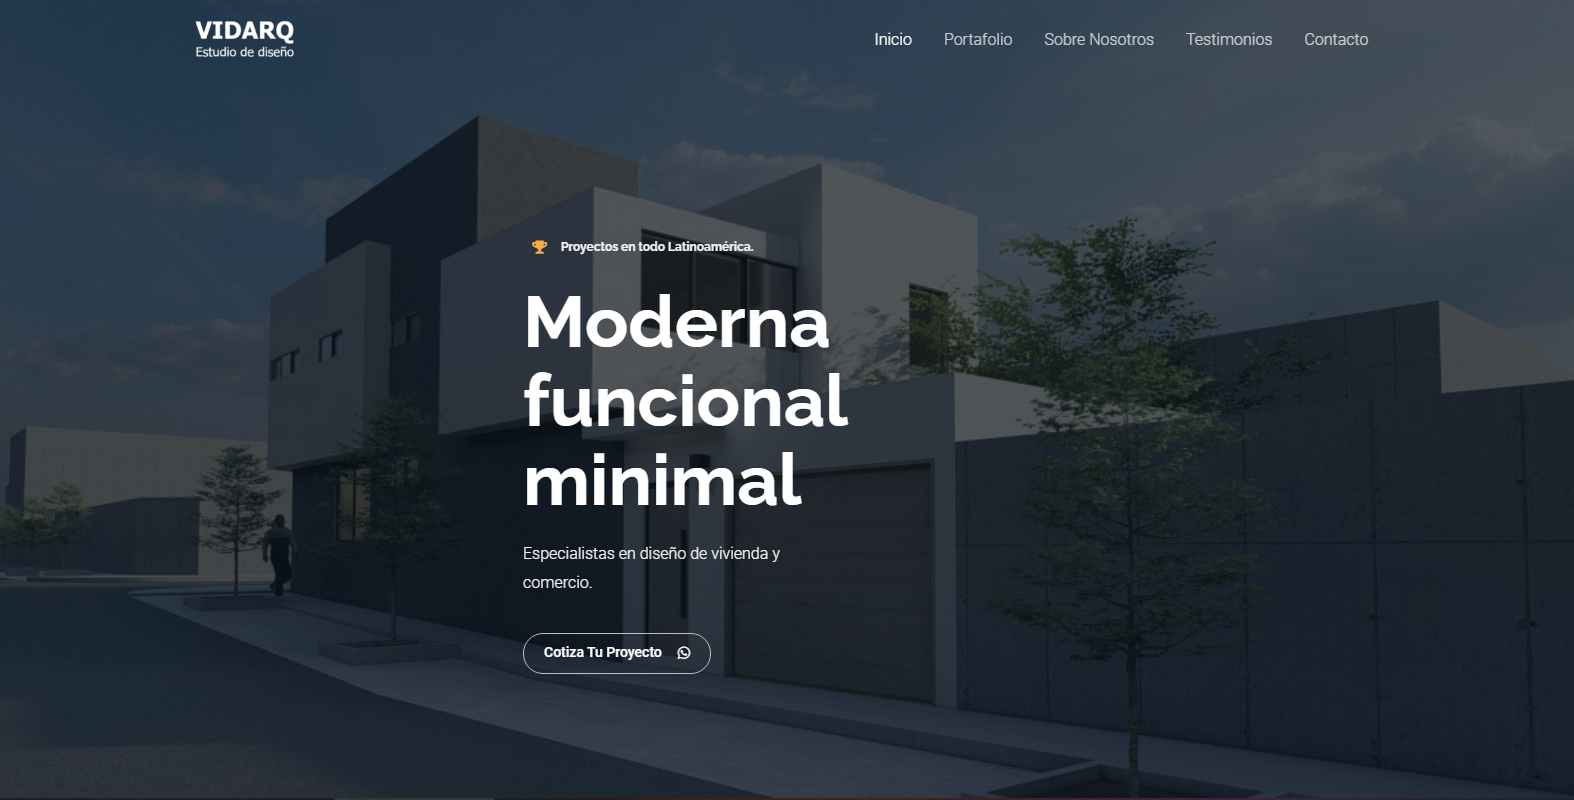 VIDARQ
Estudio de diseño
Inicio
Portafolio
Sobre Nosotros
Testimonios
Contacto
Proyectos en todo Latinoamérica.
Moderna
funcional
minimal
Especialistas en diseño de vivienda y
comercio.
Cotiza Tu Proyecto